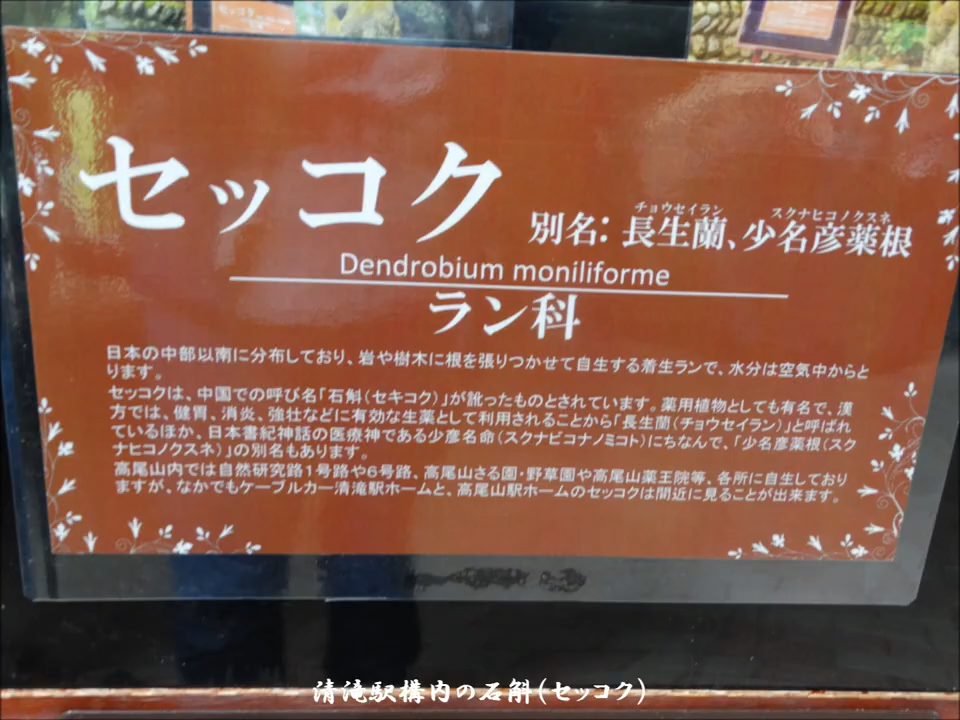 セッコク
セッコク
チョウセイラン スクナヒコノクスネ
別名：長生蘭、少名彦薬根
Dendrobium moniliforme
ラン科
日本の中部以南に分布しており、岩や樹木に根を張りつかせて自生する着生ランで、水分は空気中からと
ります。
セッコクは、中国での呼び名「石斛（セキコク）」が訛ったものとされています。薬用植物としても有名で、漢
方では、健胃、消炎、強壮などに有効な生薬として利用されることから「長生蘭（チョウセイラン）」と呼ばれ
ているほか、日本書紀神話の医療神である少彦名命（スクナビコナノミコト）にちなんで、「少名彦薬根（スク
ナヒコノクスネ）」の別名もあります。
高尾山内では自然研究路１号路や６号路、高尾山さる園・野草園や高尾山薬王院等、各所に自生しており
ますが、なかでもケーブルカー清滝駅ホームと、高尾山駅ホームのセッコクは間近に見ることが出来ます。
清滝駅構内の石斛（セッコク）